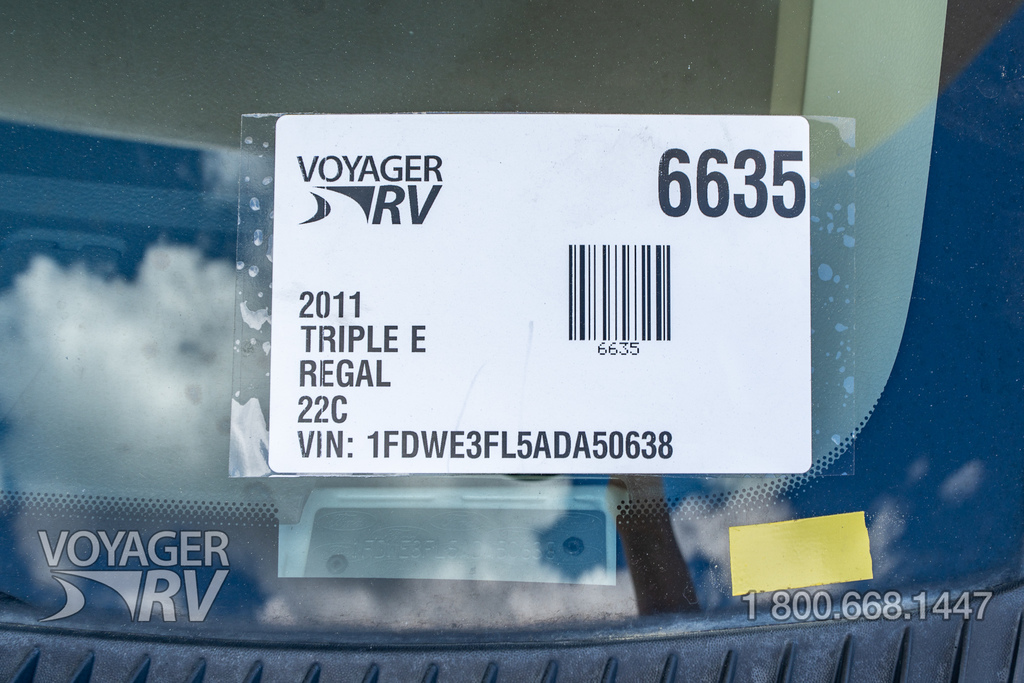 VOYAGER
RV
6635
6635
2011
TRIPLE E
REGAL
22C
VIN: 1FDWE3FL5ADA50638
VOYAGER
RV
1 800.668.1447